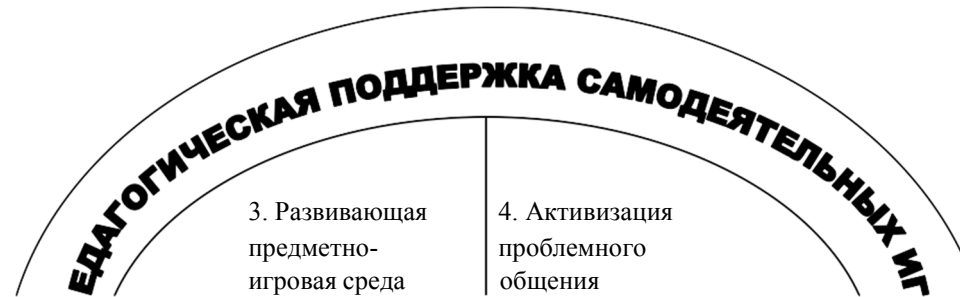 ЕДАГОГИЧЕСКАЯ ПОДДЕРЖКА САМОДЕЯТЕЛЬНЫХ ИГ
3. Развивающая
предметно-
игровая среда
4. Активизация
проблемного
общения